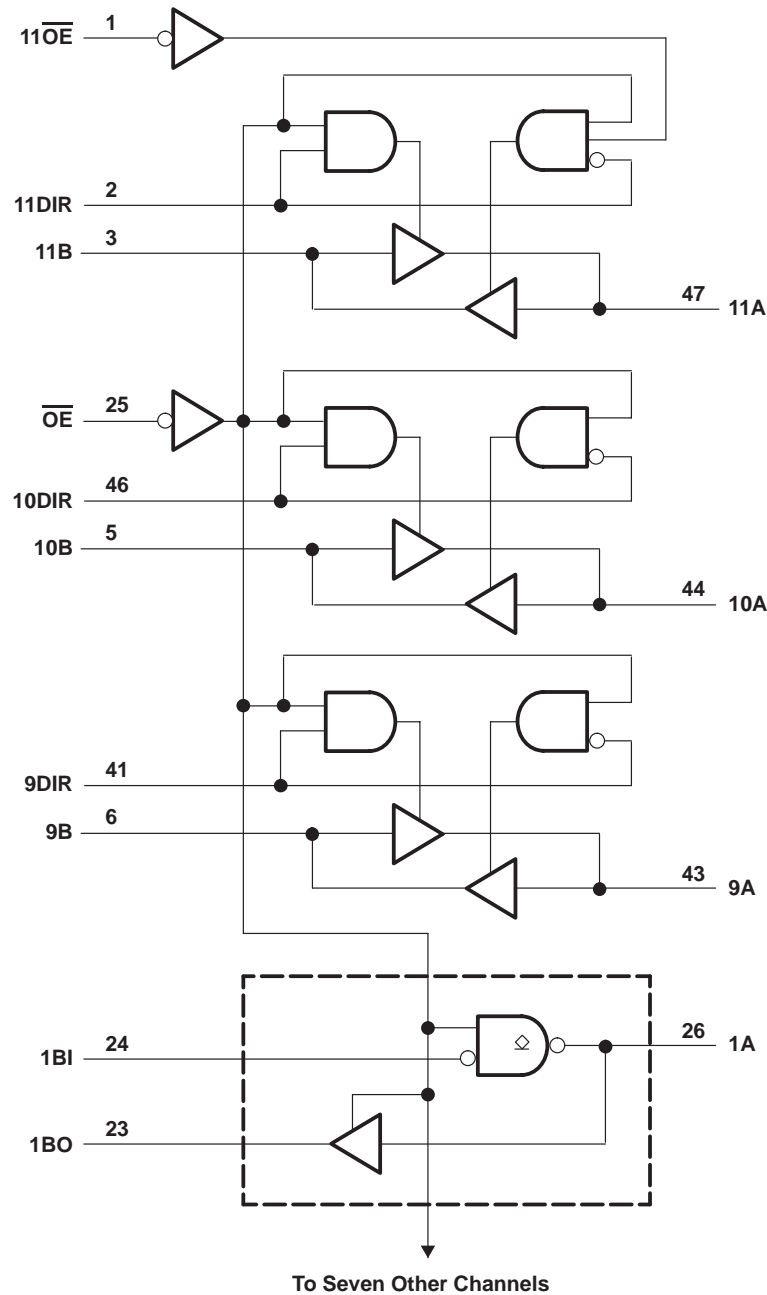 11OE 1
11DIR 2
11B 3
47 11A
OE 25
10DIR 46
10B 5
44 10A
9DIR 41
9B 6
43 9A
1BI 24
26 1A
1BO 23
To Seven Other Channels